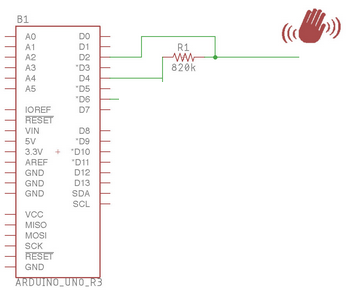 B1
A0 D0
A1 D1
A2 D2
A3 *D3
A4 D4
A5 *D5
*D6
IOREF D7
RESET
VIN D8
5V *D9
3.3V *D10
AREF *D11
GND D12
GND D13
GND SDA
SCL
VCC
MISO
MOSI
SCK
RESET
GND
ARDUINO_UNO_R3
R1
820k